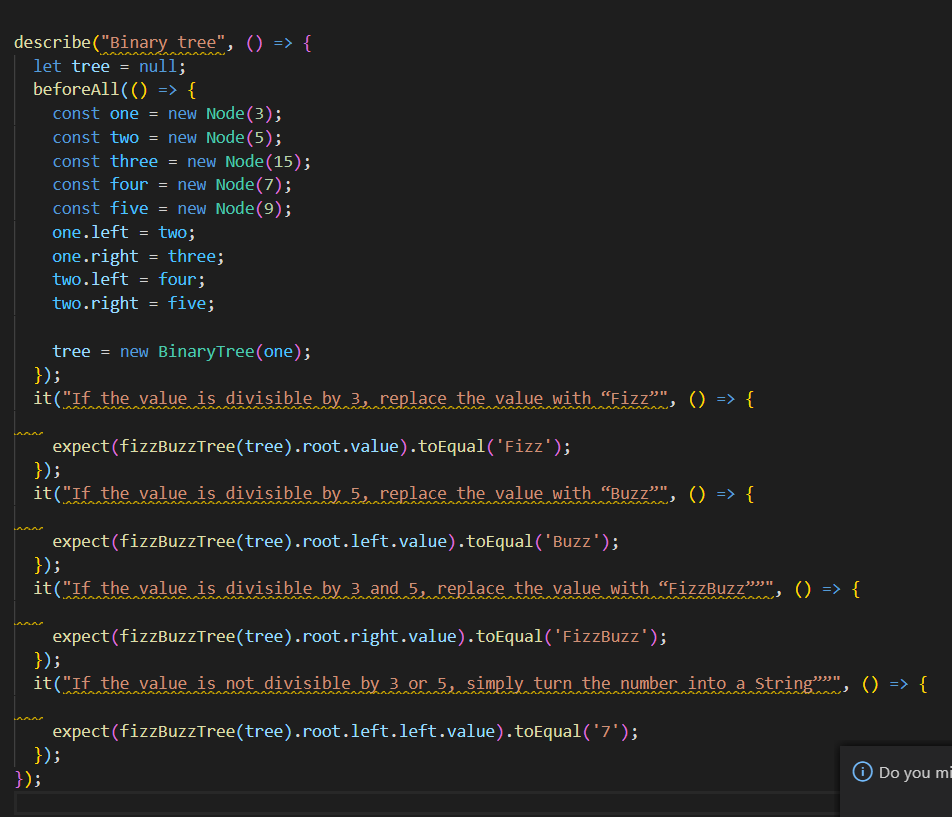 describe("Binary tree", () => {
let tree = null;
beforeAll(() => {
const one = new Node(3);
const two = new Node(5);
const three = new Node(15);
const four = new Node(7);
const five = new Node(9);
one.left = two;
one.right = three;
two.left = four;
two.right = five;
tree = new BinaryTree(one);
});
it("If the value is divisible by 3, replace the value with “Fizz”", () => {
expect(fizzBuzzTree(tree).root.value).toEqual('Fizz');
});
it("If the value is divisible by 5, replace the value with “Buzz”", () => {
expect(fizzBuzzTree(tree).root.left.value).toEqual('Buzz');
});
it("If the value is divisible by 3 and 5, replace the value with “FizzBuzz””", () => {
expect(fizzBuzzTree(tree).root.right.value).toEqual('FizzBuzz');
});
it("If the value is not divisible by 3 or 5, simply turn the number into a String””", () => {
expect(fizzBuzzTree(tree).root.left.left.value).toEqual('7');
});
});
Do you